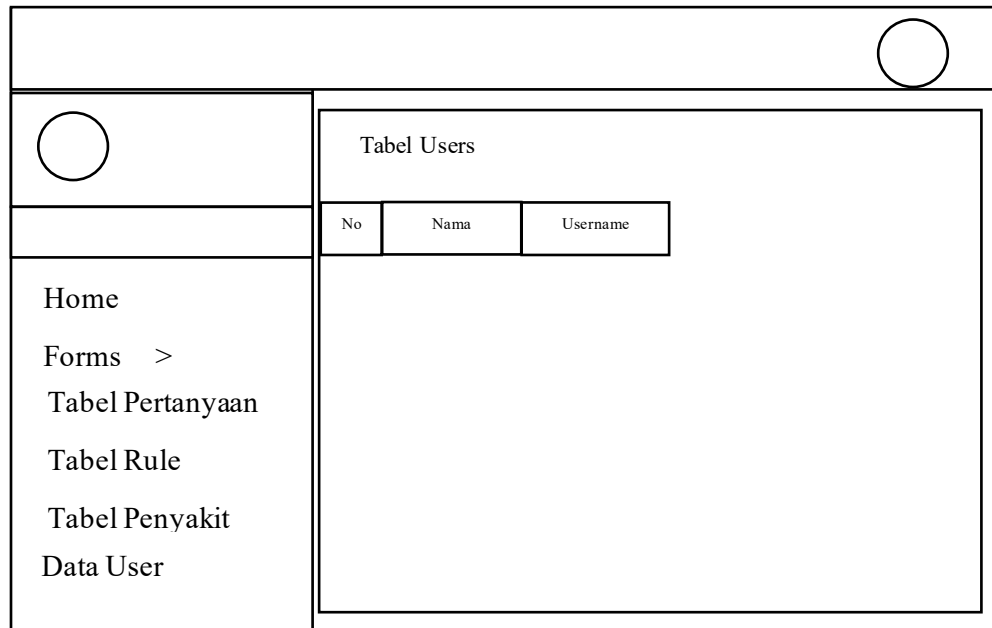 Tabel Users
No Nama Username
Home
Forms >
Tabel Pertanyaan
Tabel Rule
Tabel Penyakit
Data User